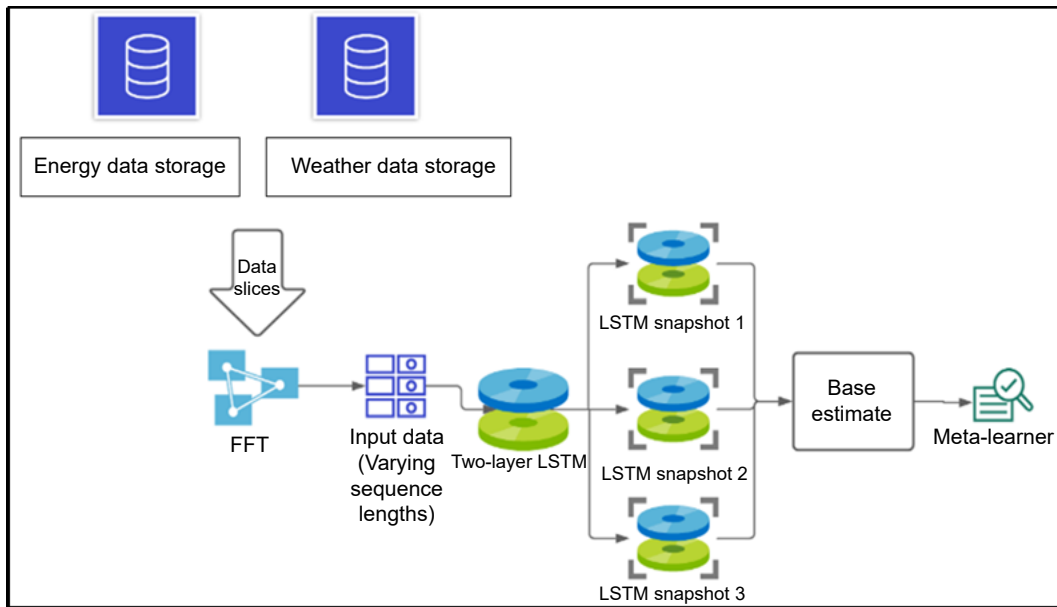 Energy data storage
Weather data storage
Data
slices
LSTM snapshot 1
FFT
Input data
(Varying
sequence
lengths)
Two-layer LSTM
LSTM snapshot 2
LSTM snapshot 3
Base
estimate
Meta-learner